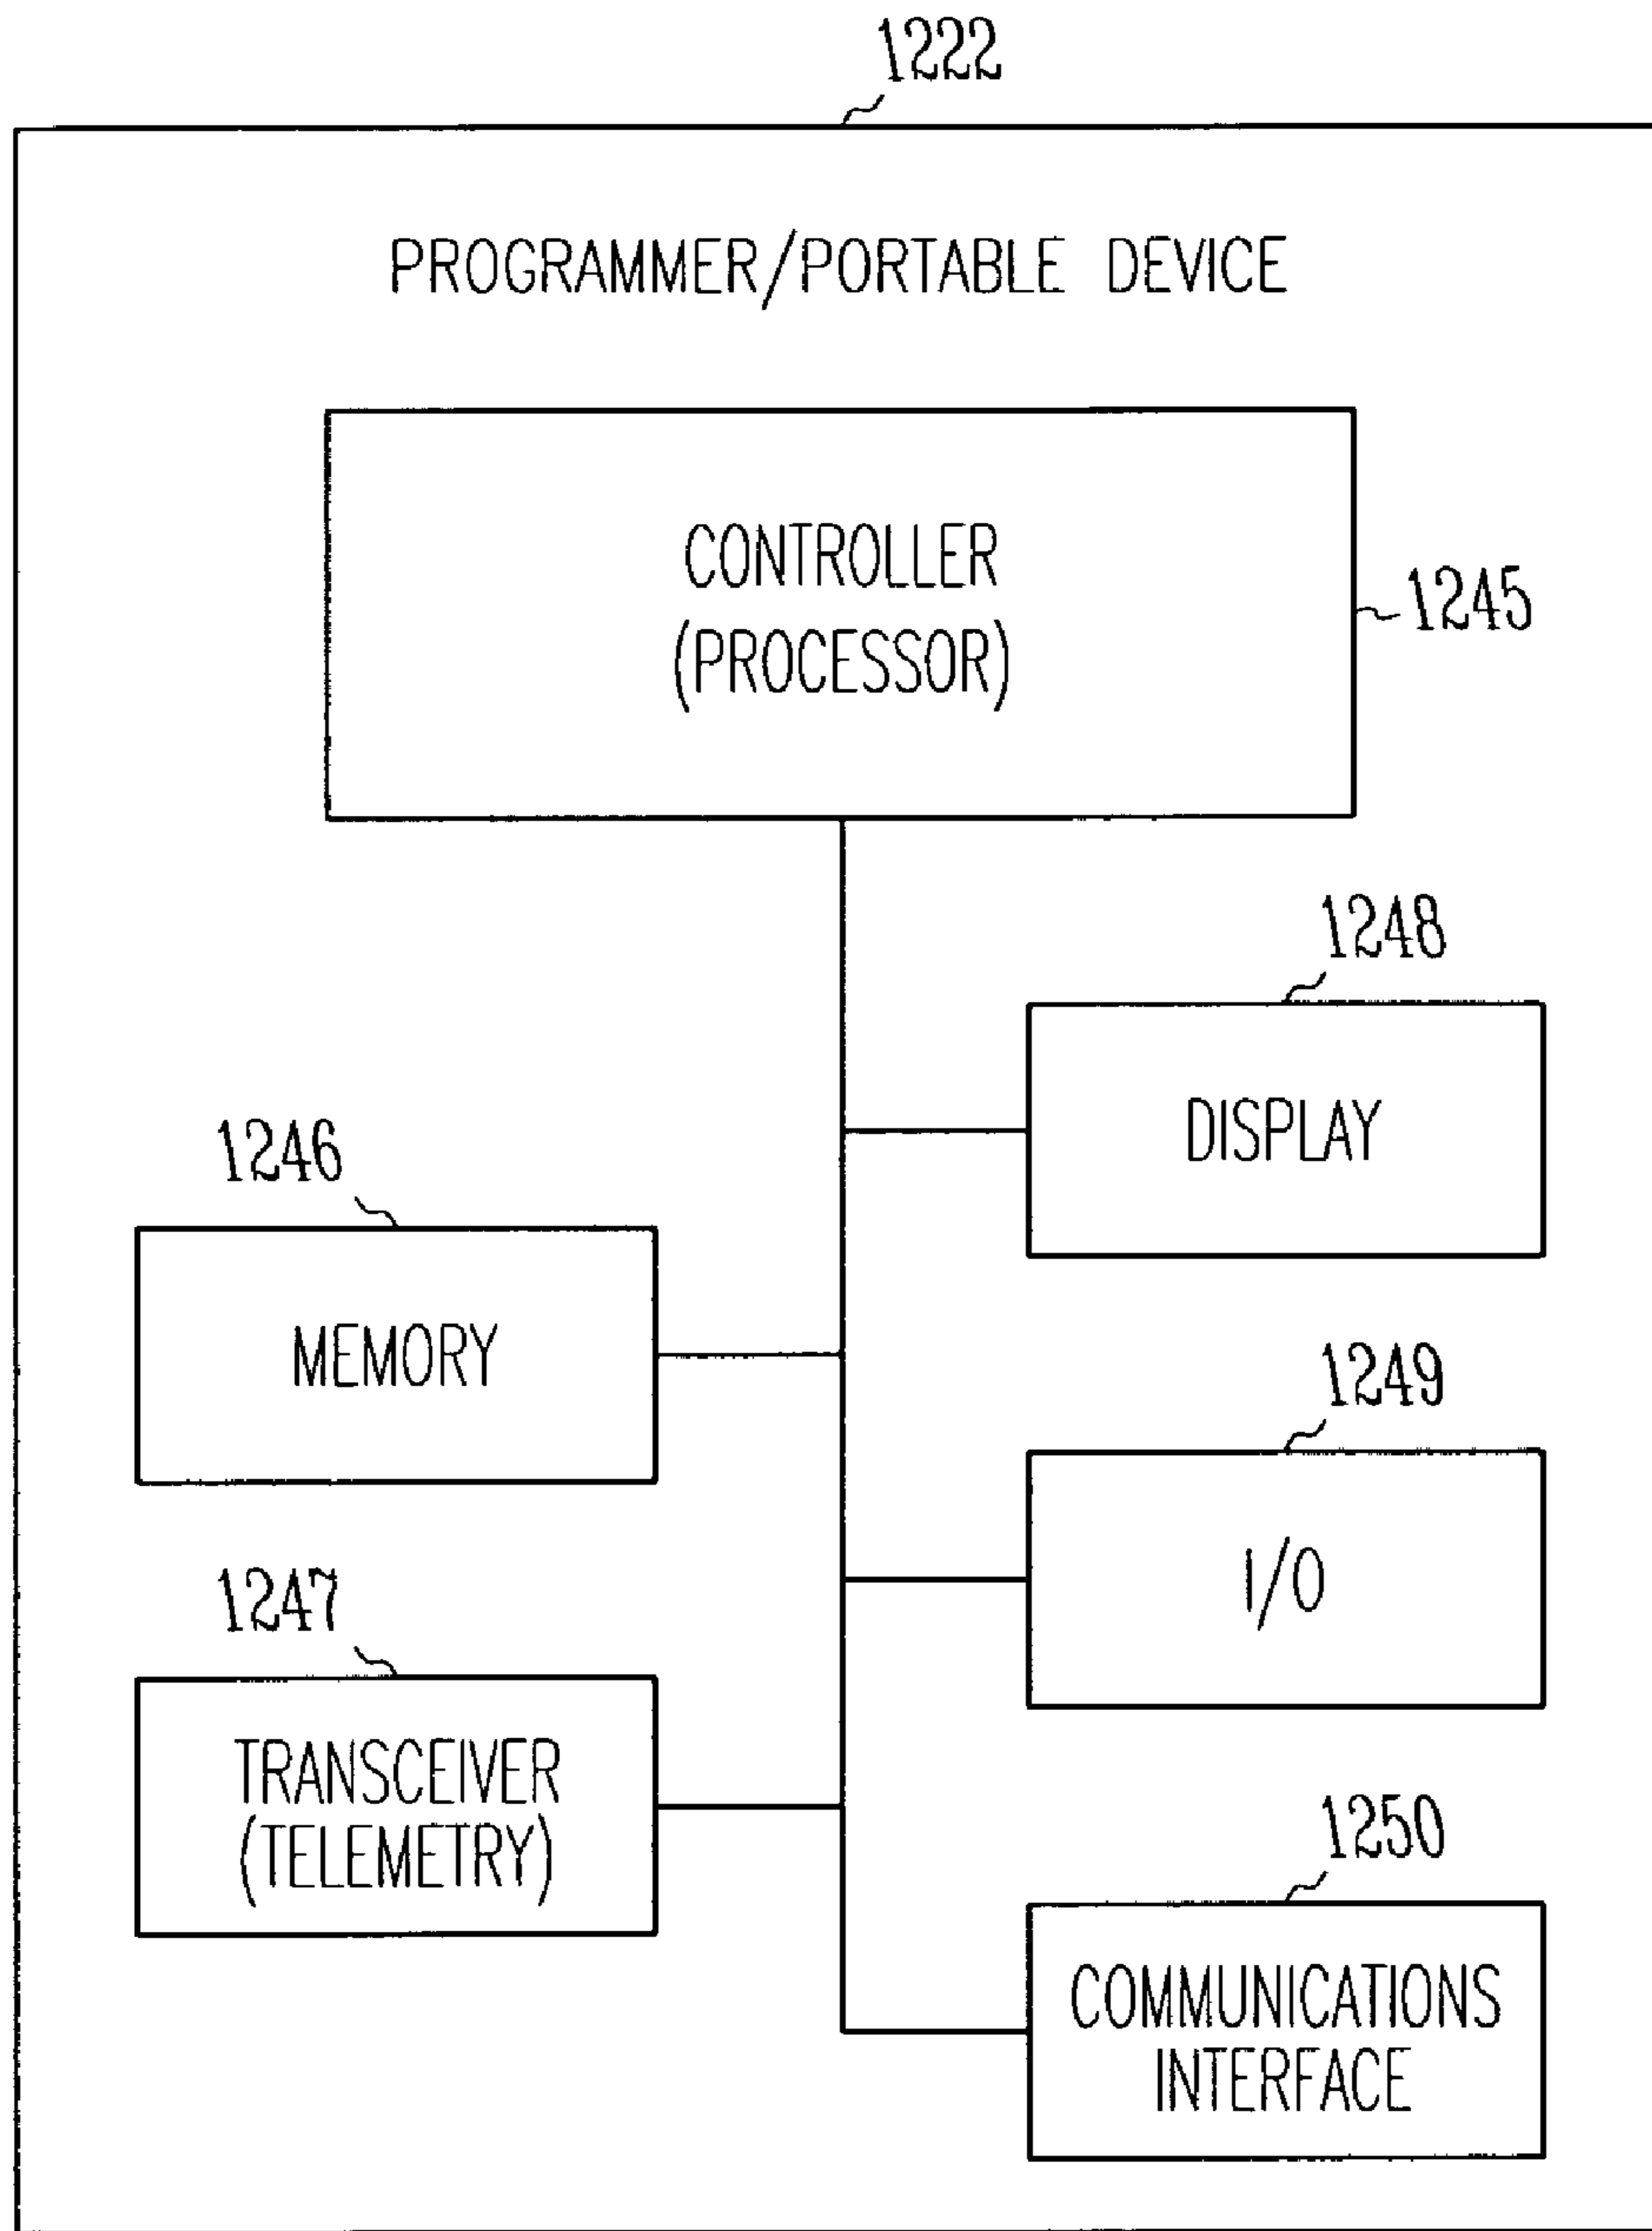 1222
PROGRAMMER/PORTABLE DEVICE
CONTROLLER
(PROCESSOR)
1245
1248
DISPLAY
1246
MEMORY
1249
I/O
1247
TRANSCEIVER
(TELEMETRY)
1250
COMMUNICATIONS
INTERFACE